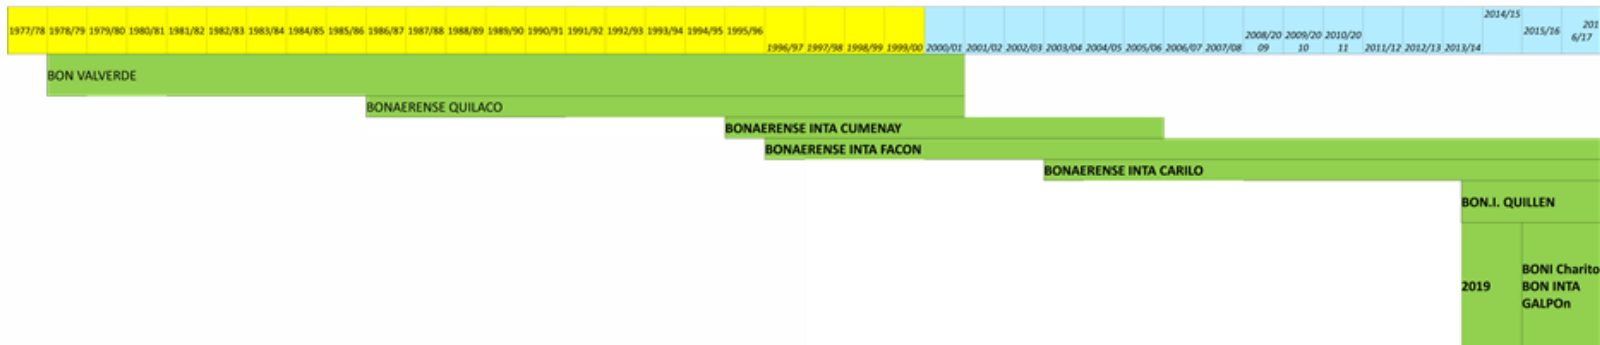 1977/78 1978/79 1979/80 1980/81 1981/82 1982/83 1983/84 1984/85 1985/86 1986/87 1987/88 1988/89 1989/90 1990/91 1991/92 1992/93 1993/94 1994/95 1995/96 1996/97 1997/98 1998/99 1999/00 2000/01 2001/02 2002/03 2003/04 2004/05 2005/06 2006/07 2007/08 2008/20 09 2009/20 10 2010/20 11 2011/12 2012/13 2013/14 2014/15 2015/16 201 6/17
BON VALVERDE
BONAERENSE QUILACO
BONAERENSE INTA CUMENAY
BONAERENSE INTA FACON
BONAERENSE INTA CARILO
BON.I. QUILLEN
2019
BONI Charito
BON INTA
GALPOn